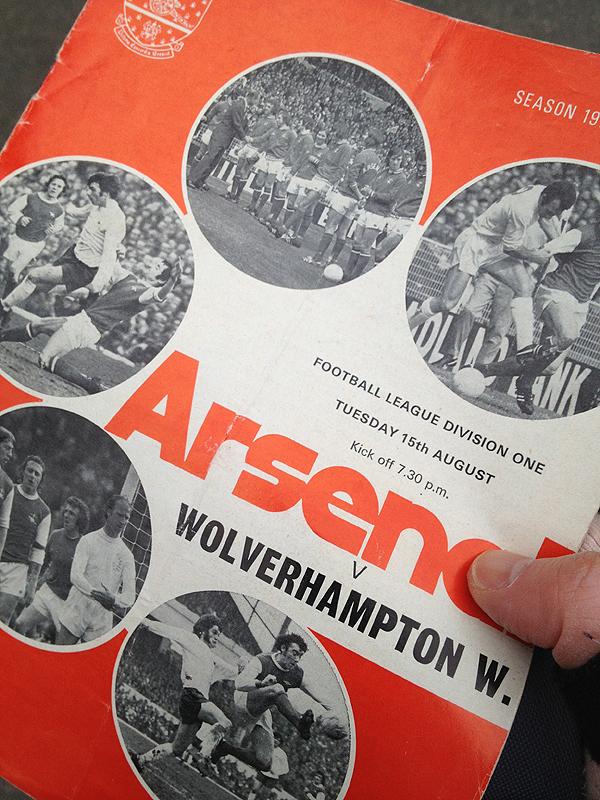 SEASON 19
FOOTBALL LEAGUE DIVISION ONE
TUESDAY 15th AUGUST
Kick off 7.30 p.m.
Arsenal
v
WOLVERHAMPTON W.